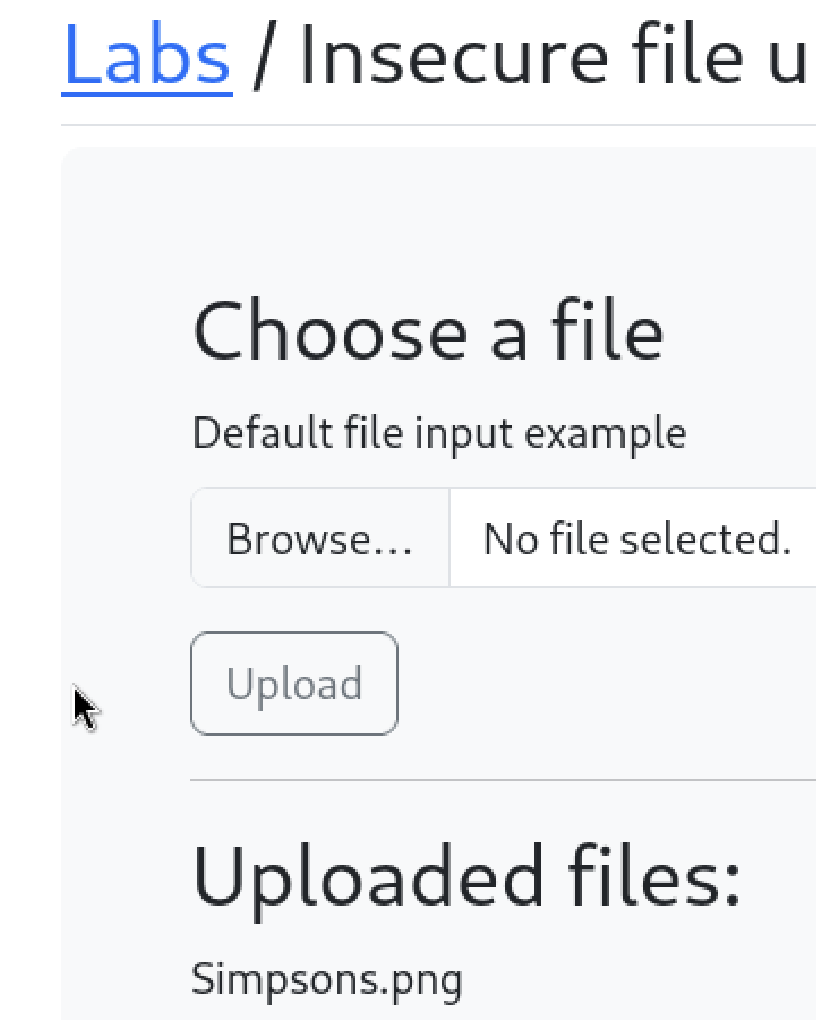 Labs / Insecure file u
Choose a file
Default file input example
Browse... No file selected.
Upload
Uploaded files:
Simpsons.png